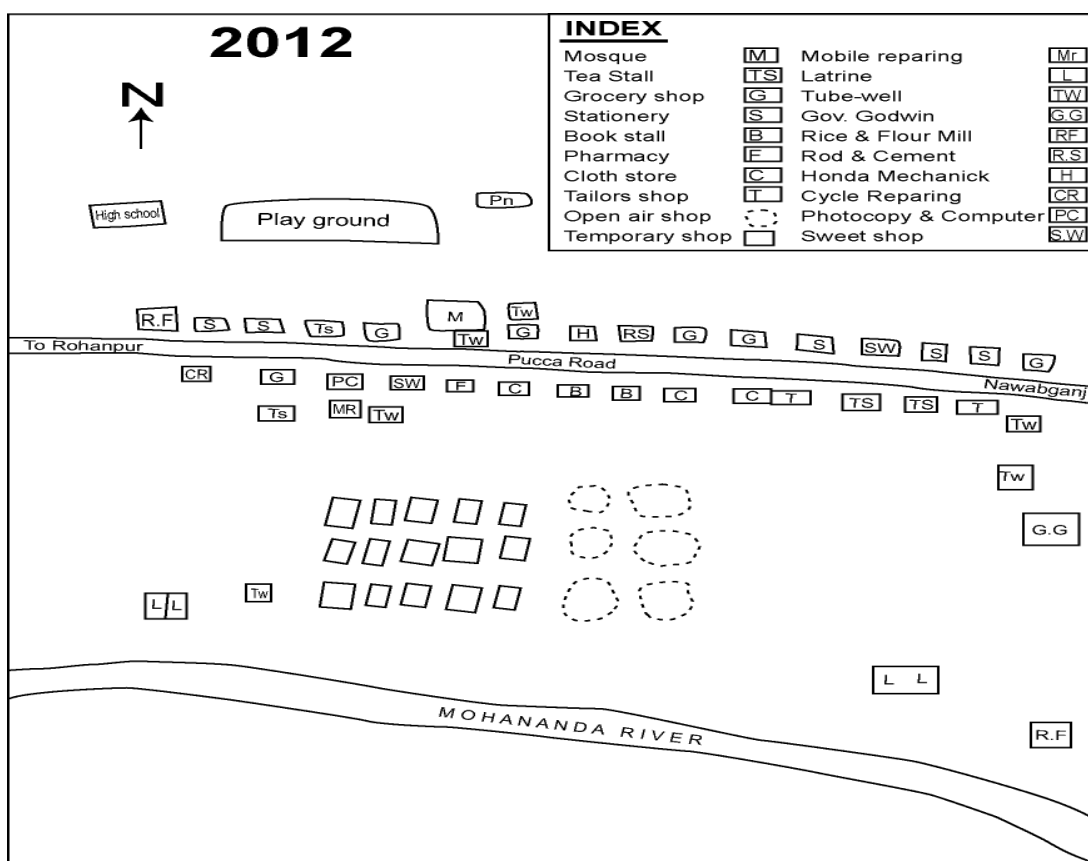 2012
N
INDEX
Mosque M Mobile reparing Mr
Tea Stall TS Latrine L
Grocery shop G Tube-well TW
Stationery S Gov. Godwin G.G
Book stall B Rice & Flour Mill RF
Pharmacy F Rod & Cement R.S
Cloth store C Honda Mechanick H
Tailors shop T Cycle Reparing CR
Open air shop Photocopy & Computer PC
Temporary shop Sweet shop S.W
High school Play ground Pn
R.F S S Ts G M Tw
Tw G H RS G G S SW S S G
To Rohanpur Pucca Road Nawabganj
CR G PC SW F C B B C C T TS TS T
Ts MR Tw Tw
Tw
G.G
L L Tw
L L
MOHANANDA RIVER
R.F